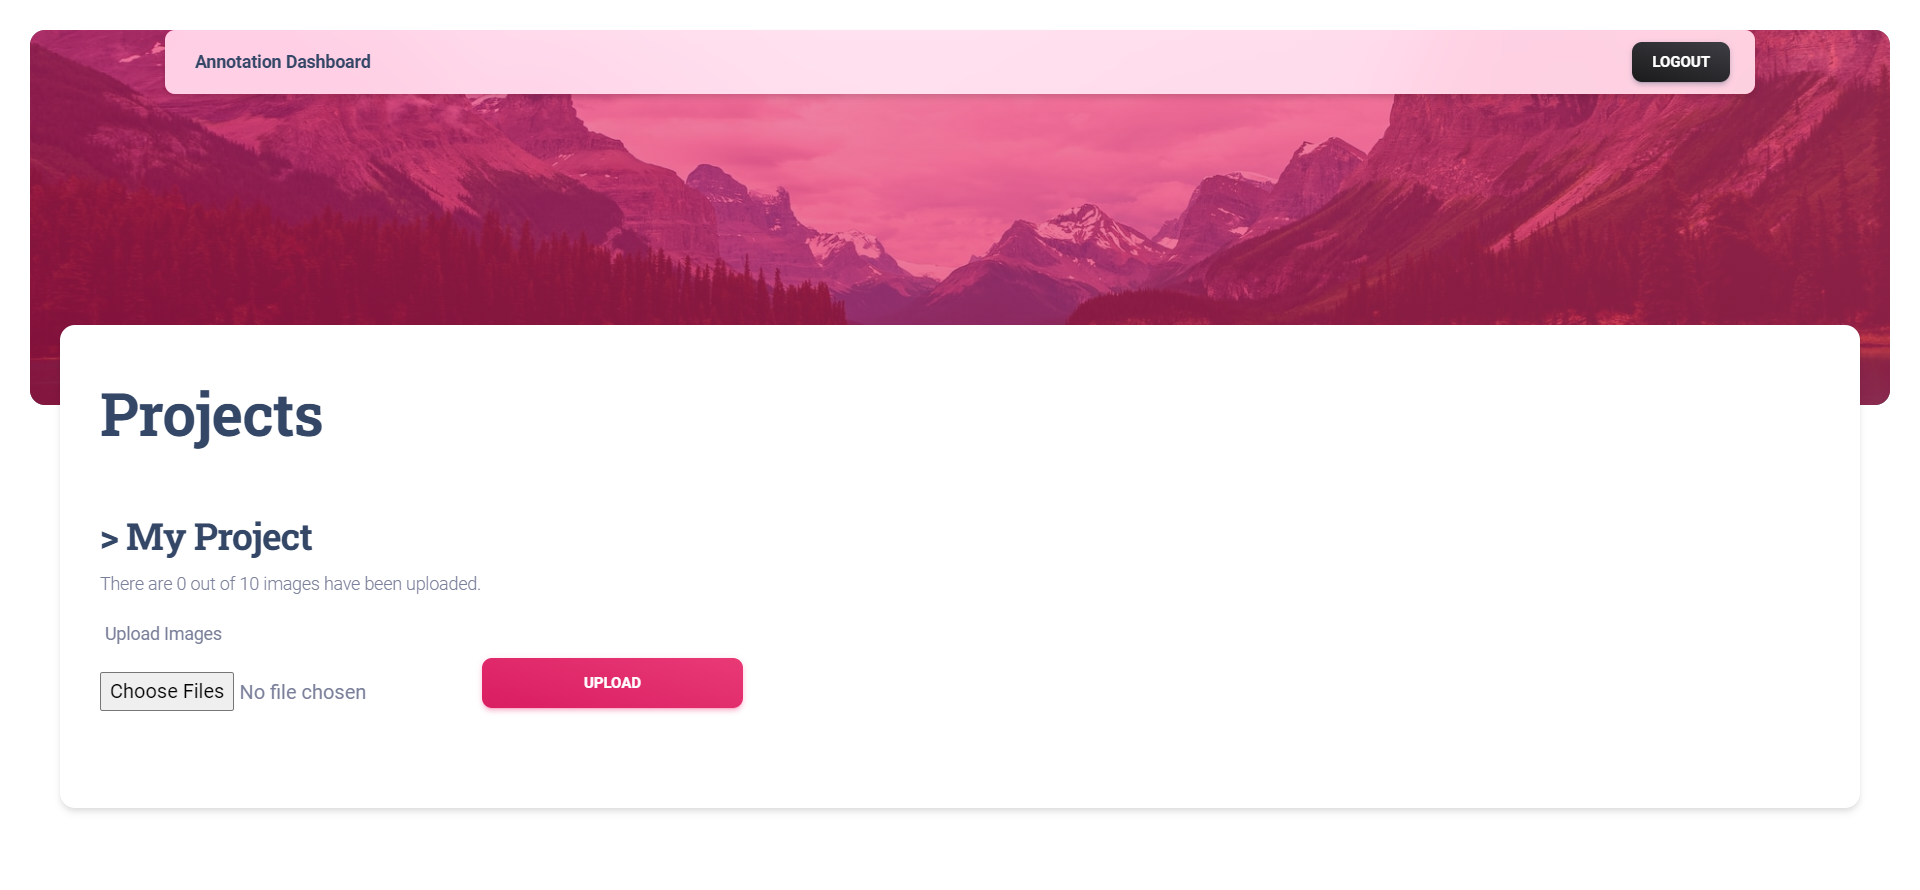 Annotation Dashboard
LOGOUT
Projects
> My Project
There are 0 out of 10 images have been uploaded.
Upload Images
Choose Files No file chosen
UPLOAD